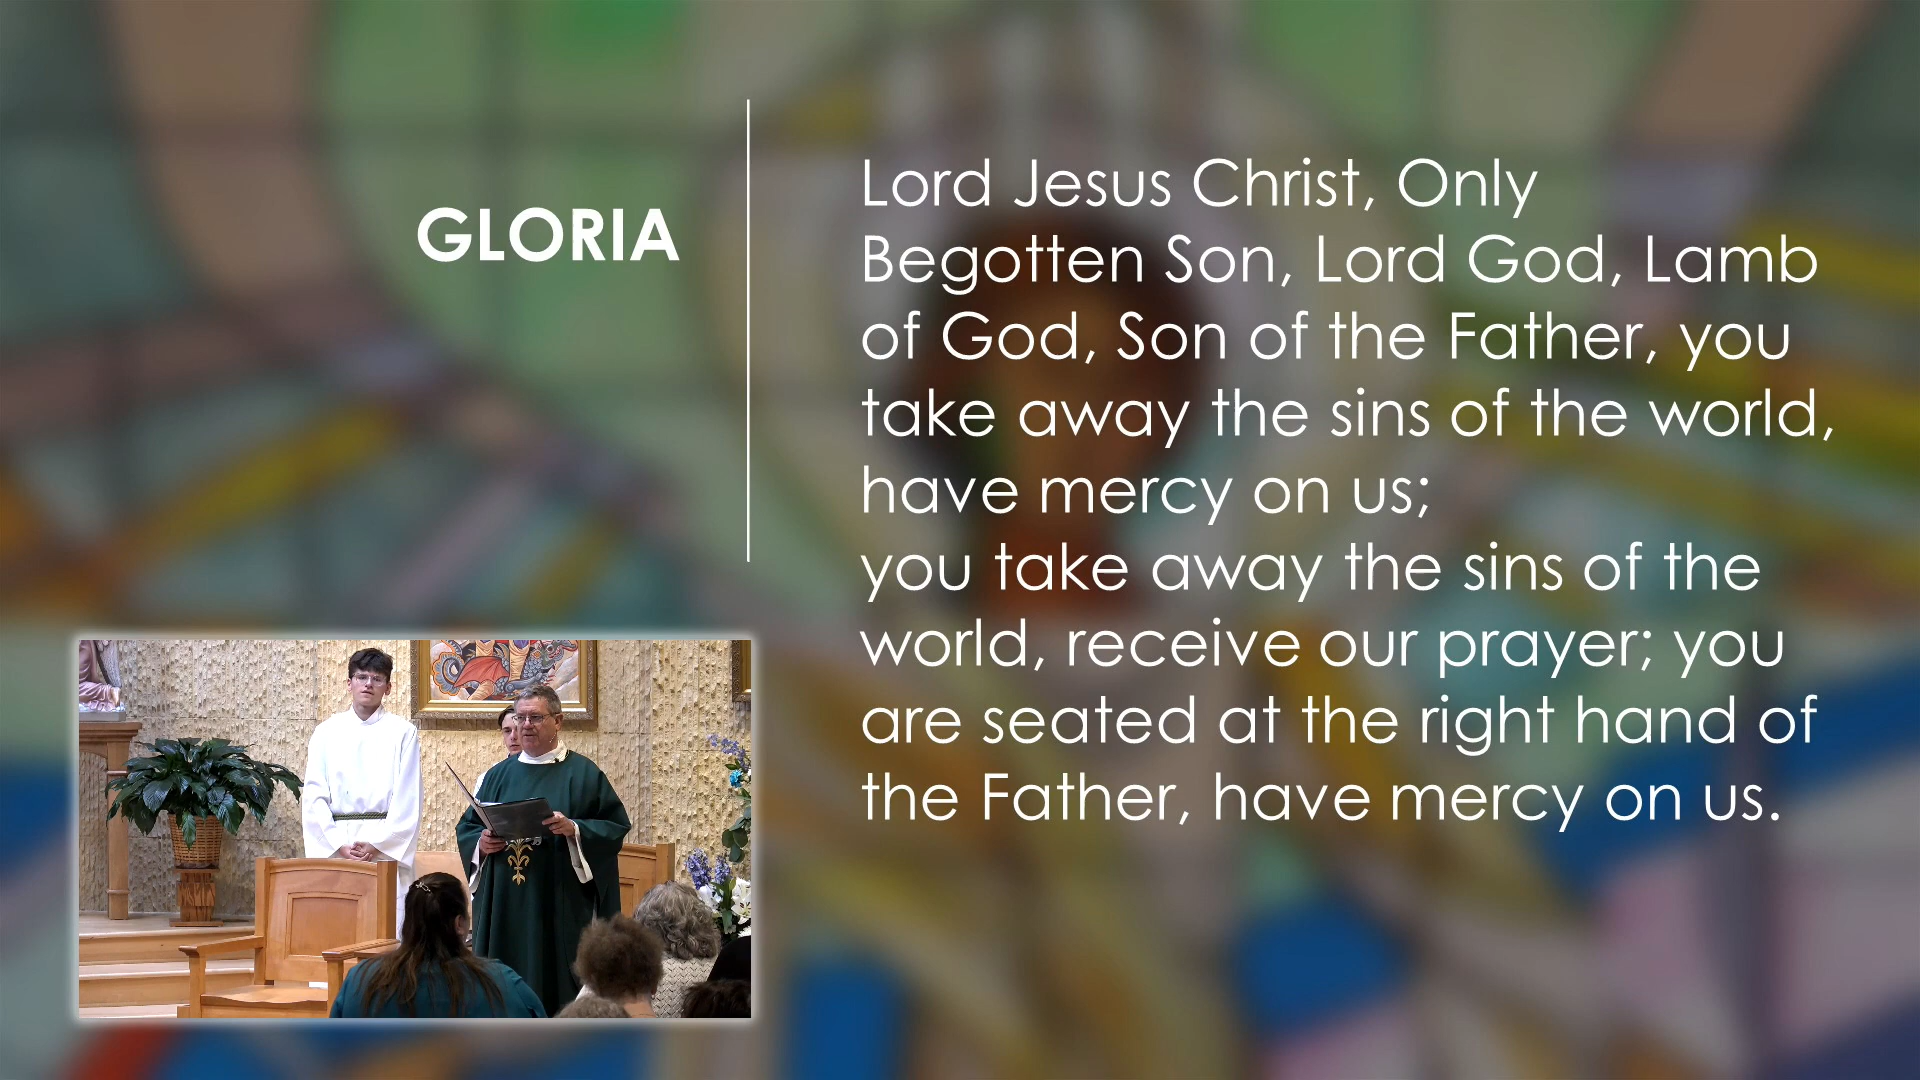 GLORIA
Lord Jesus Christ, Only
Begotten Son, Lord God, Lamb
of God, Son of the Father, you
take away the sins of the world,
have mercy on us;
you take away the sins of the
world, receive our prayer; you
are seated at the right hand of
the Father, have mercy on us.